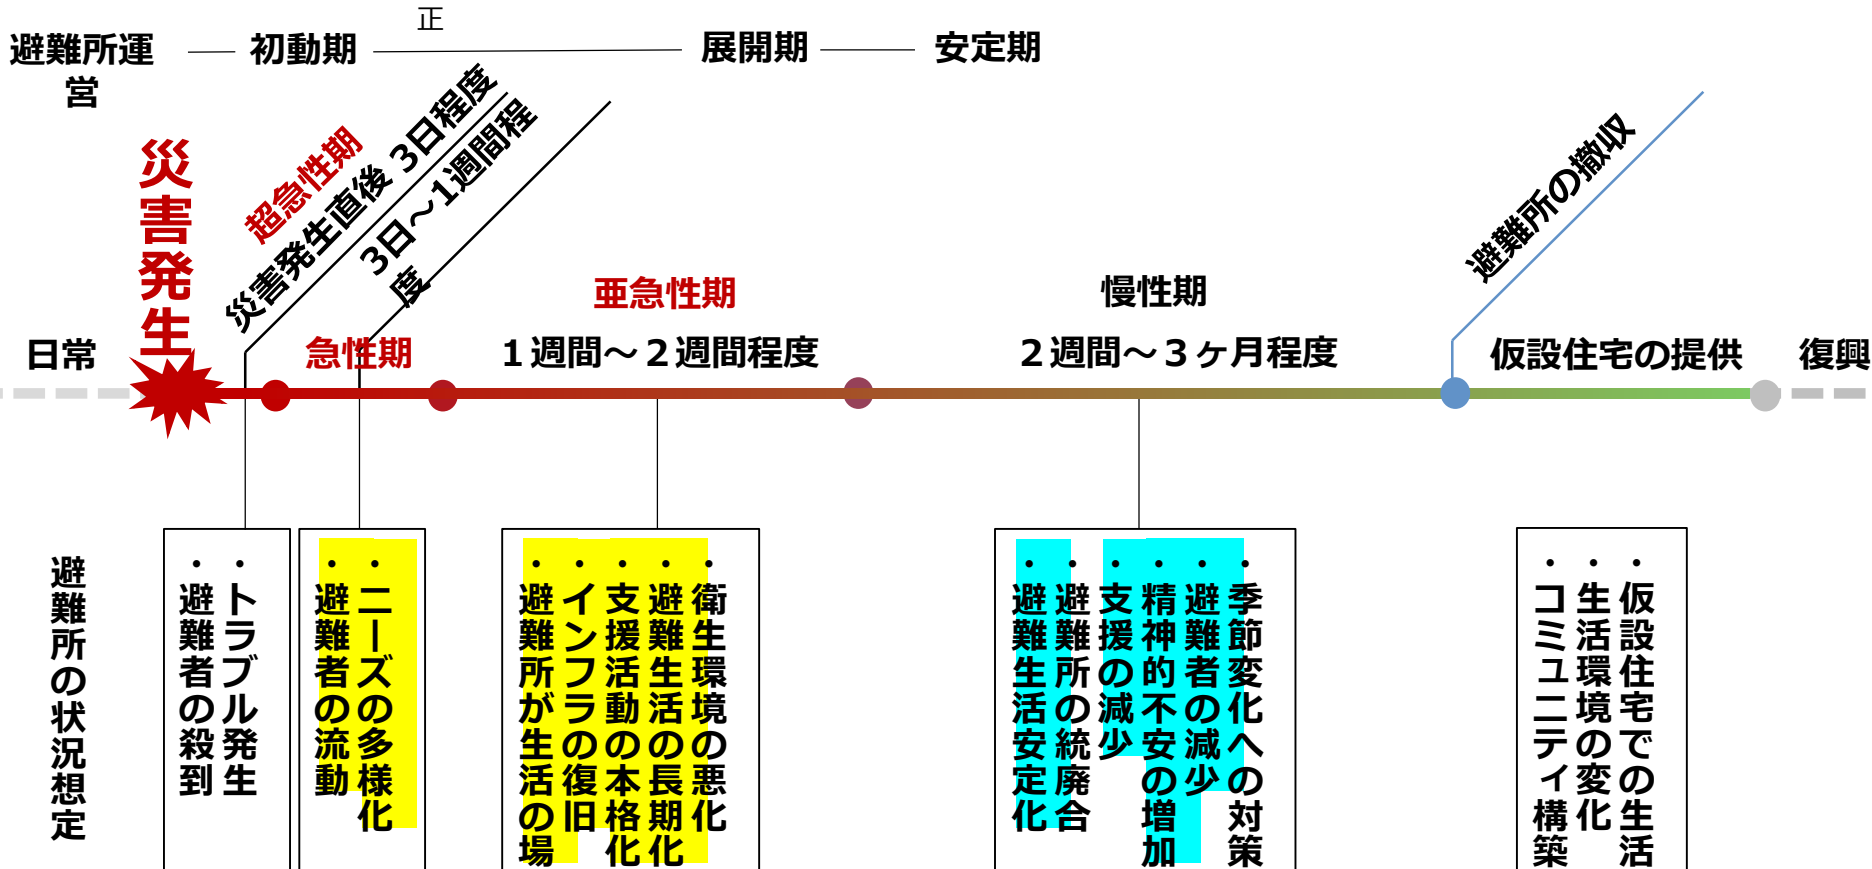 正
避難所運
営
初動期
展開期
安定期
災害発生
超急性期
災害発生直後 3日程度
3日～1週間程
度
避難所の撤収
亜急性期
慢性期
日常
急性期
１週間～２週間程度
２週間～３ヶ月程度
仮設住宅の提供
復興
避難所の状況想定
・トラブル発生
・避難者の殺到
・ニーズの多様化
・避難者の流動
・衛生環境の悪化
・避難生活の長期化
・支援活動の本格化
・インフラの復旧
・避難所が生活の場
・季節変化への対策
・避難者の減少
・精神的不安の増加
・支援の減少
・避難所の統廃合
・避難生活安定化
・仮設住宅での生活
・生活環境の変化
・コミュニティ構築